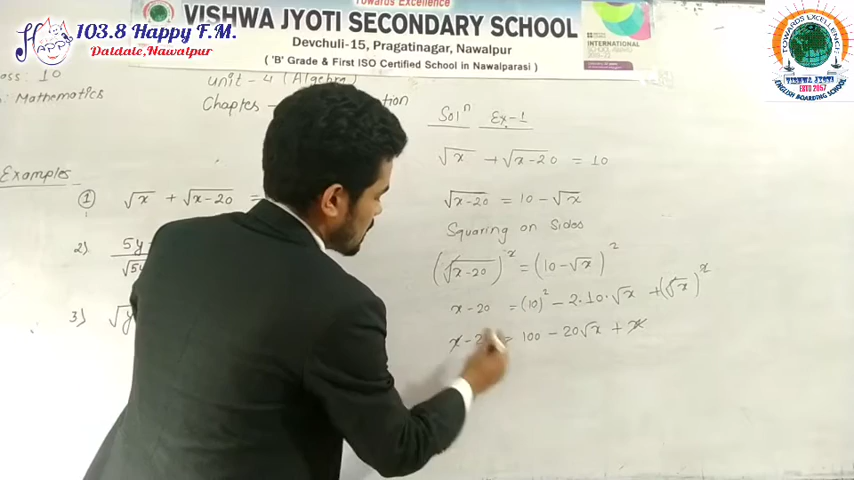 Towards Excellence
VISHWA JYOTI SECONDARY SCHOOL
Devchuli-15, Pragatinagar, Nawalpur
('B' Grade & First ISO Certified School in Nawalparasi)
INTERNATIONAL
103.8 Happy F.M.
Daldale, Nawalpur
TOWARDS EXCELLENCE
VISHWA JYOTI
ESTD 2057
ENGLISH BOARDING SCHOOL
ass: 10
: Mathematics
unit - 4 (Algebra)
Chapter -
Examples
① √x + √x-20 =
2) 5y
3) √y
Solⁿ Ex-1
√x + √x-20 = 10
√x-20 = 10 - √x
Squaring on Sides
(√x-20)² = (10-√x)²
x-20 = (10)² - 2·10·√x + (√x)²
x-2 = 100 - 20√x + x